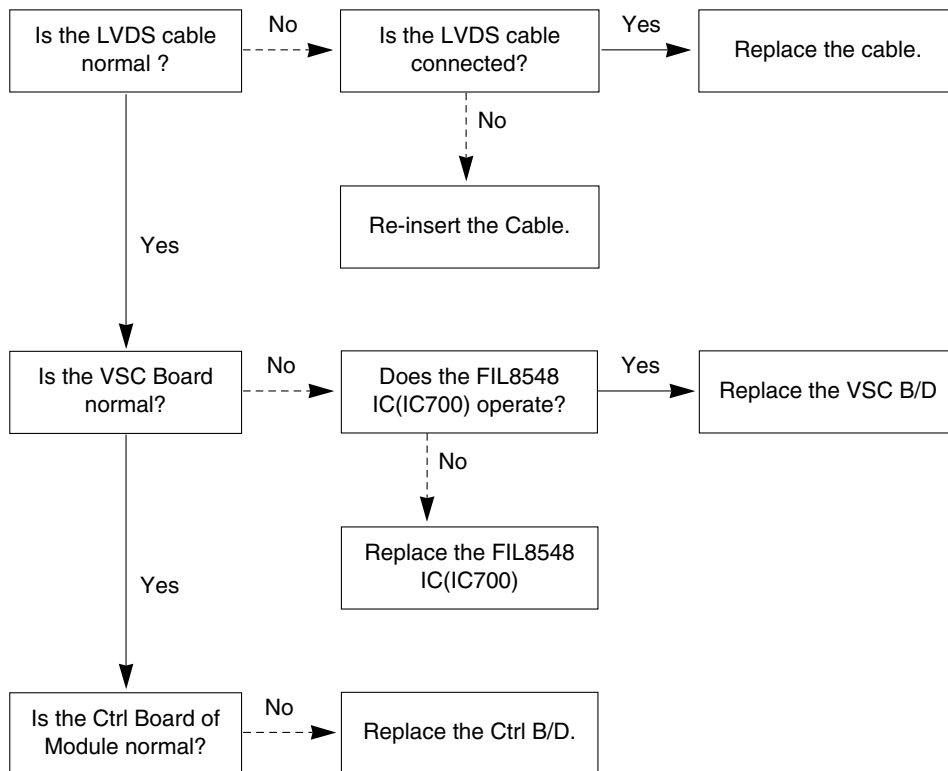 Is the LVDS cable
normal ?
No
Is the LVDS cable
connected?
Yes
Replace the cable.
No
Re-insert the Cable.
Yes
Is the VSC Board
normal?
No
Does the FIL8548
IC(IC700) operate?
Yes
Replace the VSC B/D
No
Replace the FIL8548
IC(IC700)
Yes
Is the Ctrl Board of
Module normal?
No
Replace the Ctrl B/D.